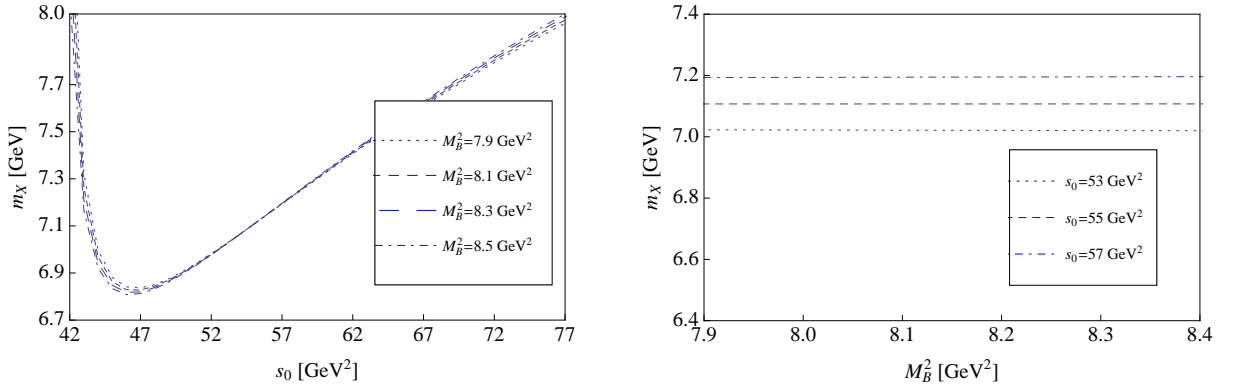 8.0
7.7
7.5
7.3
7.1
6.9
6.7
m_X [GeV]
M_B^2=7.9 GeV^2
M_B^2=8.1 GeV^2
M_B^2=8.3 GeV^2
M_B^2=8.5 GeV^2
42 47 52 57 62 67 72 77
s_0 [GeV^2]
7.4
7.2
7.0
6.8
6.6
6.4
m_X [GeV]
s_0=53 GeV^2
s_0=55 GeV^2
s_0=57 GeV^2
7.9 8.0 8.1 8.2 8.3 8.4
M_B^2 [GeV^2]